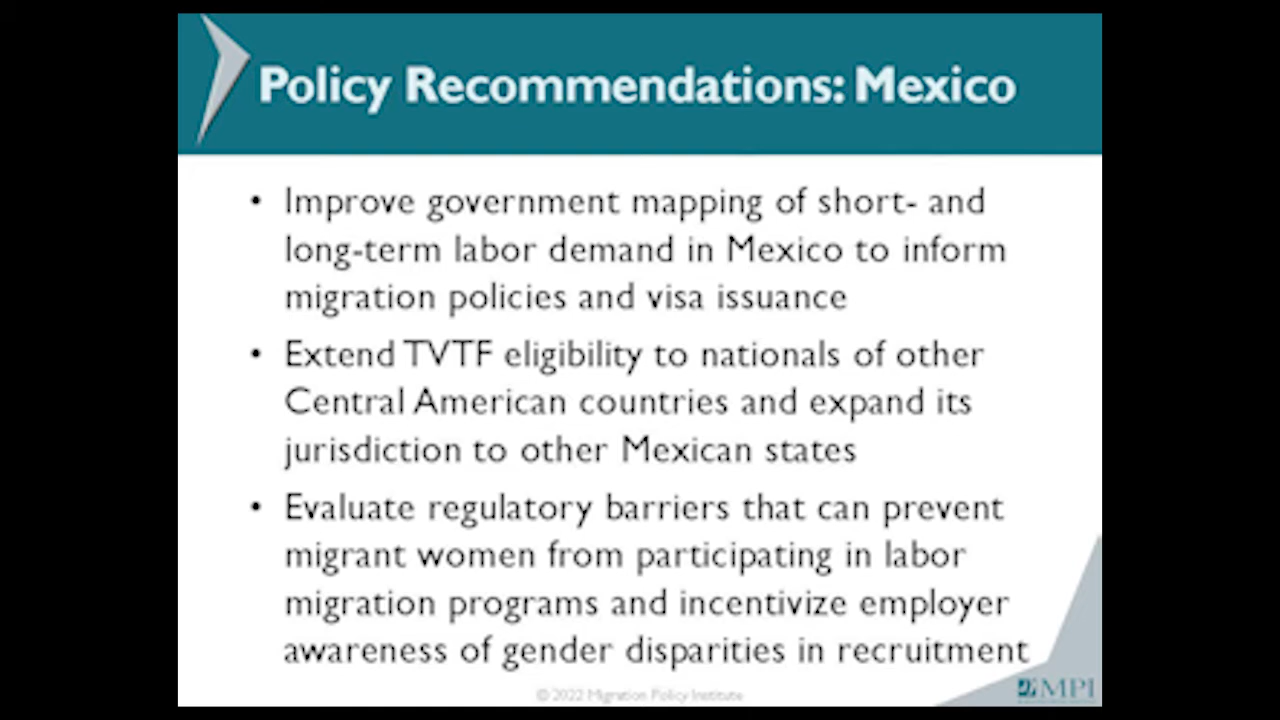 Policy Recommendations: Mexico
• Improve government mapping of short- and
long-term labor demand in Mexico to inform
migration policies and visa issuance
• Extend TVTF eligibility to nationals of other
Central American countries and expand its
jurisdiction to other Mexican states
• Evaluate regulatory barriers that can prevent
migrant women from participating in labor
migration programs and incentivize employer
awareness of gender disparities in recruitment
© 2022 Migration Policy Institute
MPI